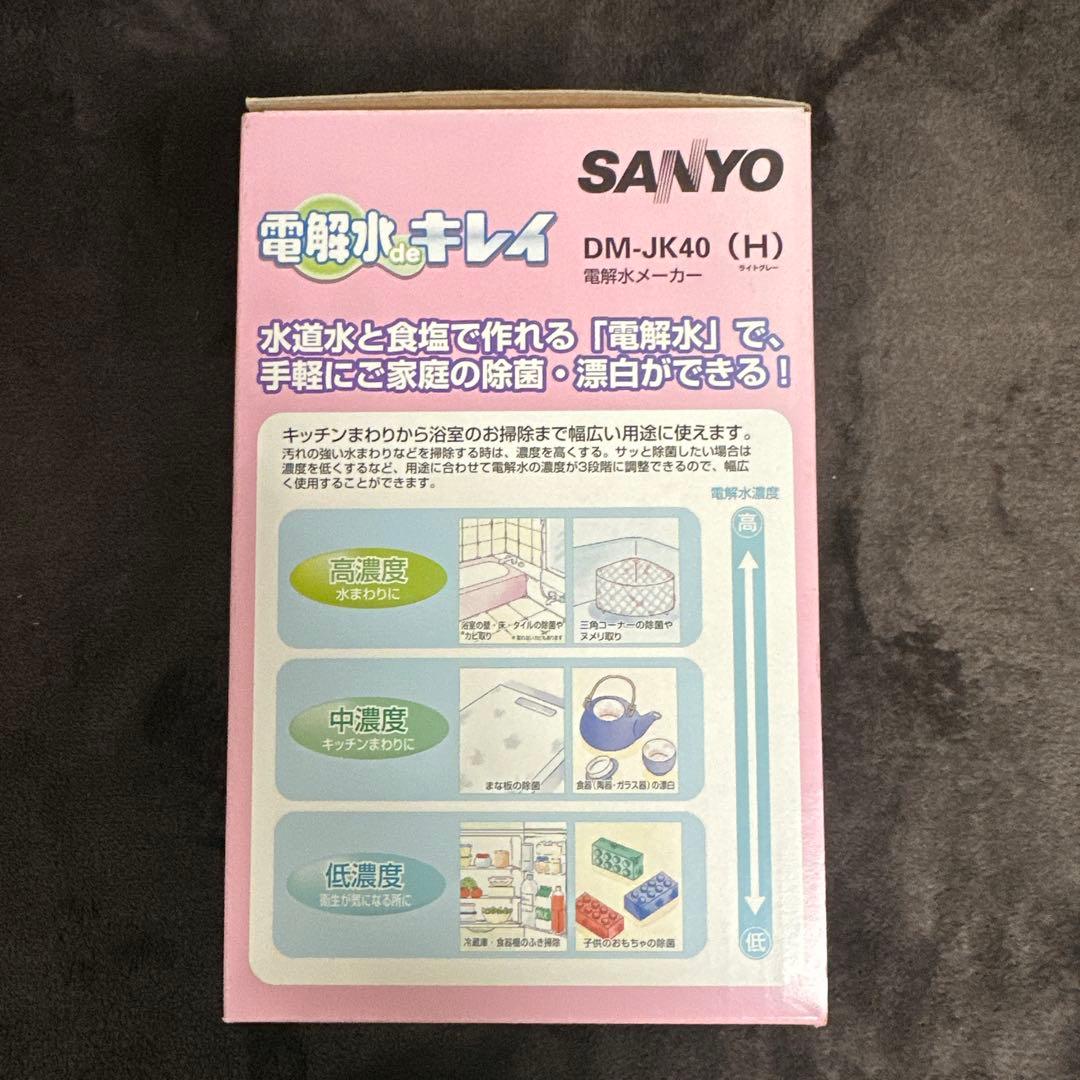 SANYO
電解水deキレイ
DM-JK40（H）
ライトグレー
電解水メーカー
水道水と食塩で作れる「電解水」で、
手軽にご家庭の除菌・漂白ができる！
キッチンまわりから浴室のお掃除まで幅広い用途に使えます。
汚れの強い水まわりなどを掃除する時は、濃度を高くする。サッと除菌したい場合は
濃度を低くするなど、用途に合わせて電解水の濃度が3段階に調整できるので、幅広
く使用することができます。
電解水濃度
高
高濃度
水まわりに
浴室の壁・床・タイルの除菌や
*カビ取り
*取れないカビもあります
三角コーナーの除菌や
ヌメリ取り
中濃度
キッチンまわりに
まな板の除菌
食器（陶器・ガラス器）の漂白
低濃度
衛生が気になる所に
冷蔵庫・食器棚のふき掃除
子供のおもちゃの除菌
低